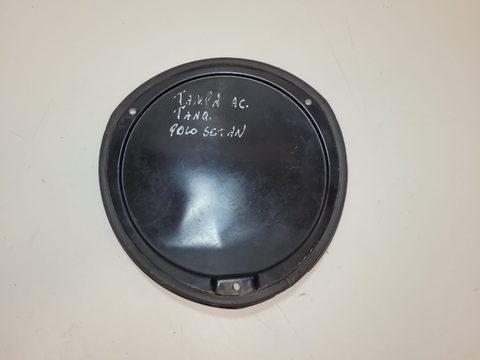 TAMPA AC.
TANQ.
POLO SEDAN